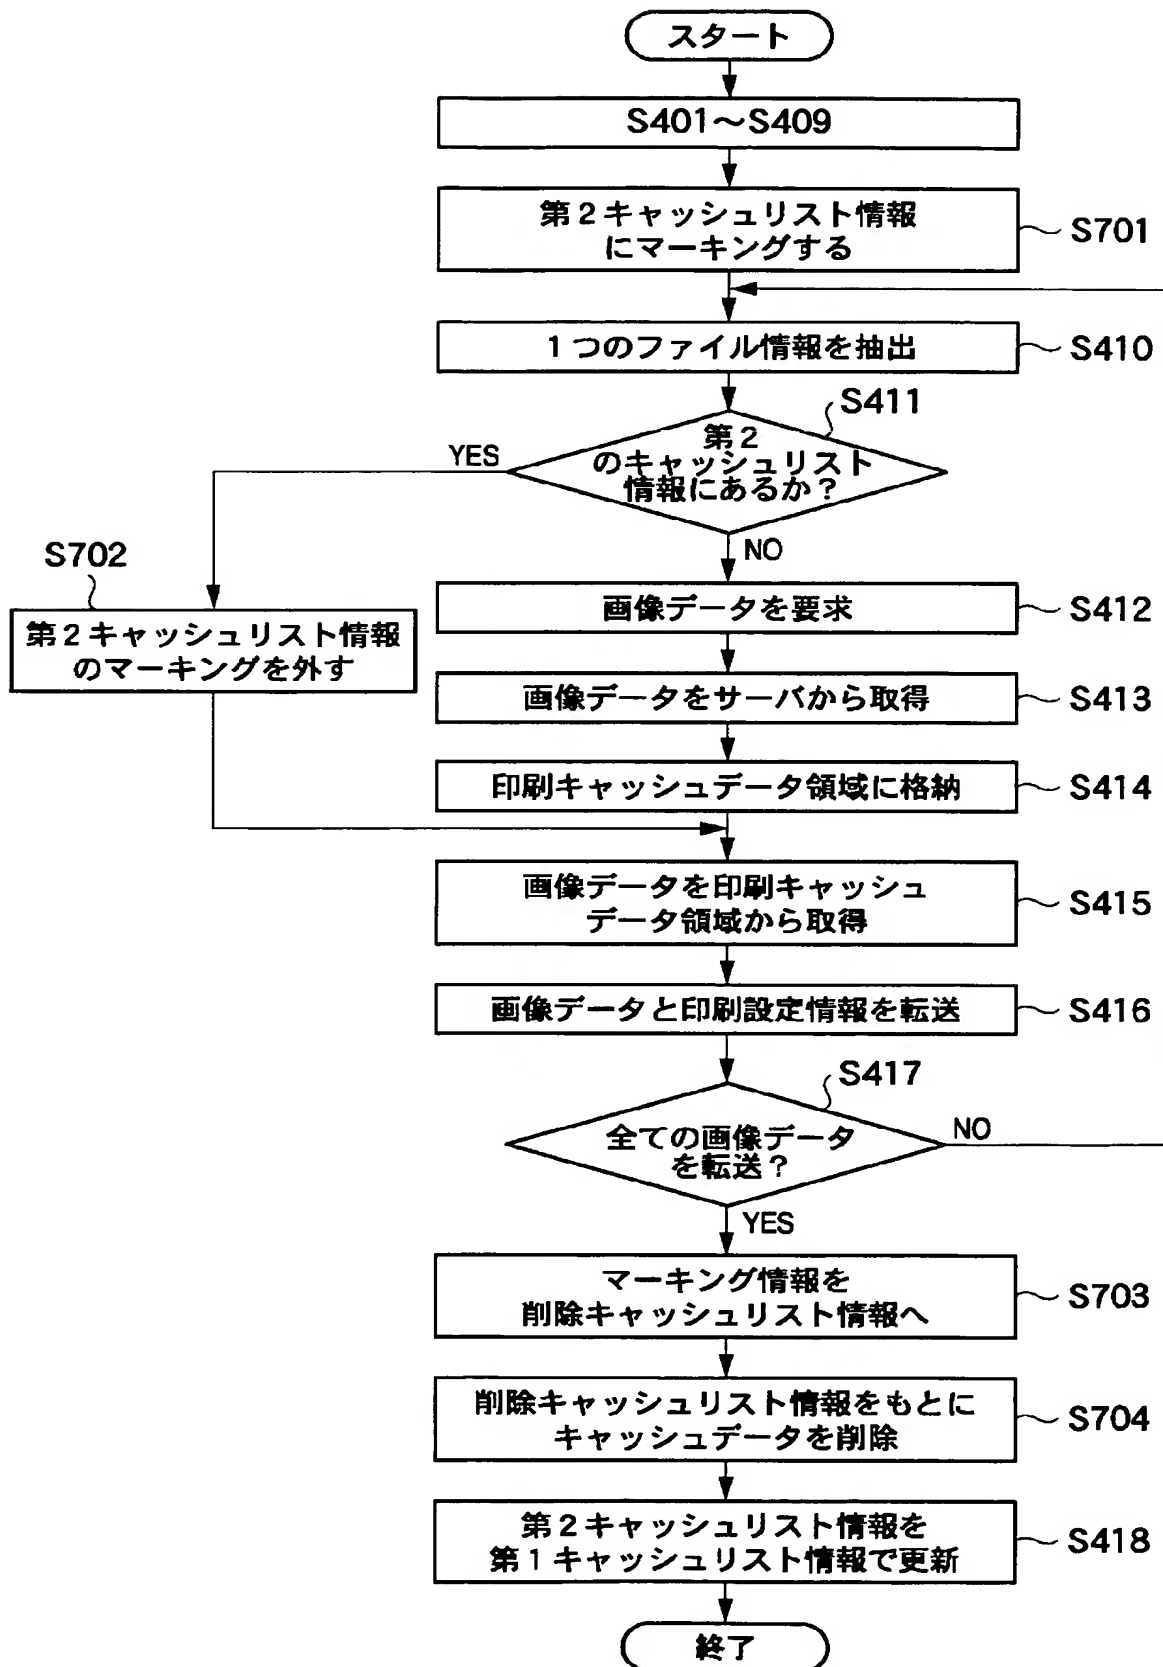 スタート
S401〜S409
第2キャッシュリスト情報
にマーキングする
S701
1つのファイル情報を抽出
S410
S411
第2
のキャッシュリスト
情報にあるか?
YES
NO
S702
第2キャッシュリスト情報
のマーキングを外す
画像データを要求
S412
画像データをサーバから取得
S413
印刷キャッシュデータ領域に格納
S414
画像データを印刷キャッシュ
データ領域から取得
S415
画像データと印刷設定情報を転送
S416
S417
全ての画像データ
を転送?
NO
YES
マーキング情報を
削除キャッシュリスト情報へ
S703
削除キャッシュリスト情報をもとに
キャッシュデータを削除
S704
第2キャッシュリスト情報を
第1キャッシュリスト情報で更新
S418
終了